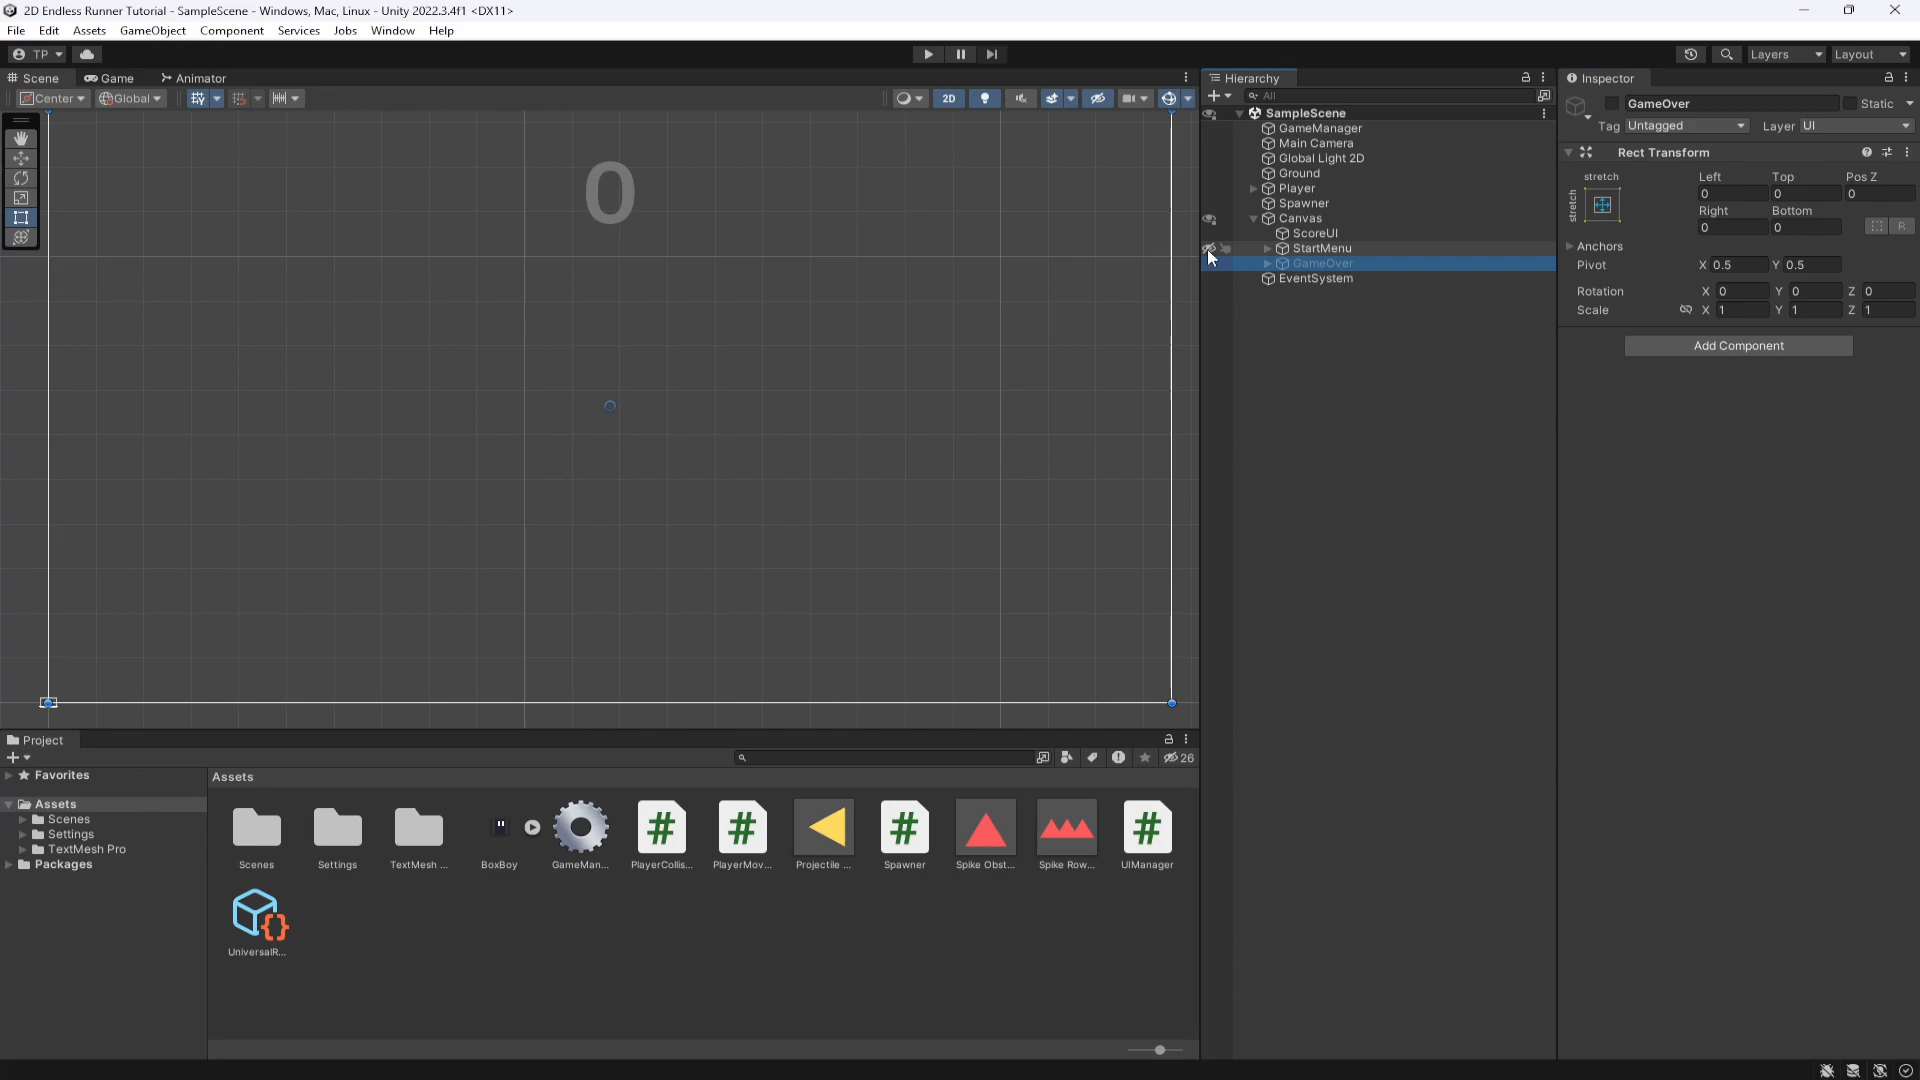 2D Endless Runner Tutorial - SampleScene - Windows, Mac, Linux - Unity 2022.3.4f1 <DX11>
File Edit Assets GameObject Component Services Jobs Window Help
TP Layers Layout
Scene Game Animator
Center Global 2D
0
Hierarchy
All
SampleScene
GameManager
Main Camera
Global Light 2D
Ground
Player
Spawner
Canvas
ScoreUI
StartMenu
GameOver
EventSystem
Inspector
GameOver Static
Tag Untagged Layer UI
Rect Transform
stretch Left Top Pos Z
stretch
0 0 0
Right Bottom
0 0 R
Anchors
Pivot X 0.5 Y 0.5
Rotation X 0 Y 0 Z 0
Scale X 1 Y 1 Z 1
Add Component
Project
26
Favorites
Assets
Scenes
Settings
TextMesh Pro
Packages
Assets
Scenes Settings TextMesh ... BoxBoy GameMan... PlayerCollis... PlayerMov... Projectile ... Spawner Spike Obst... Spike Row... UIManager
UniversalR...